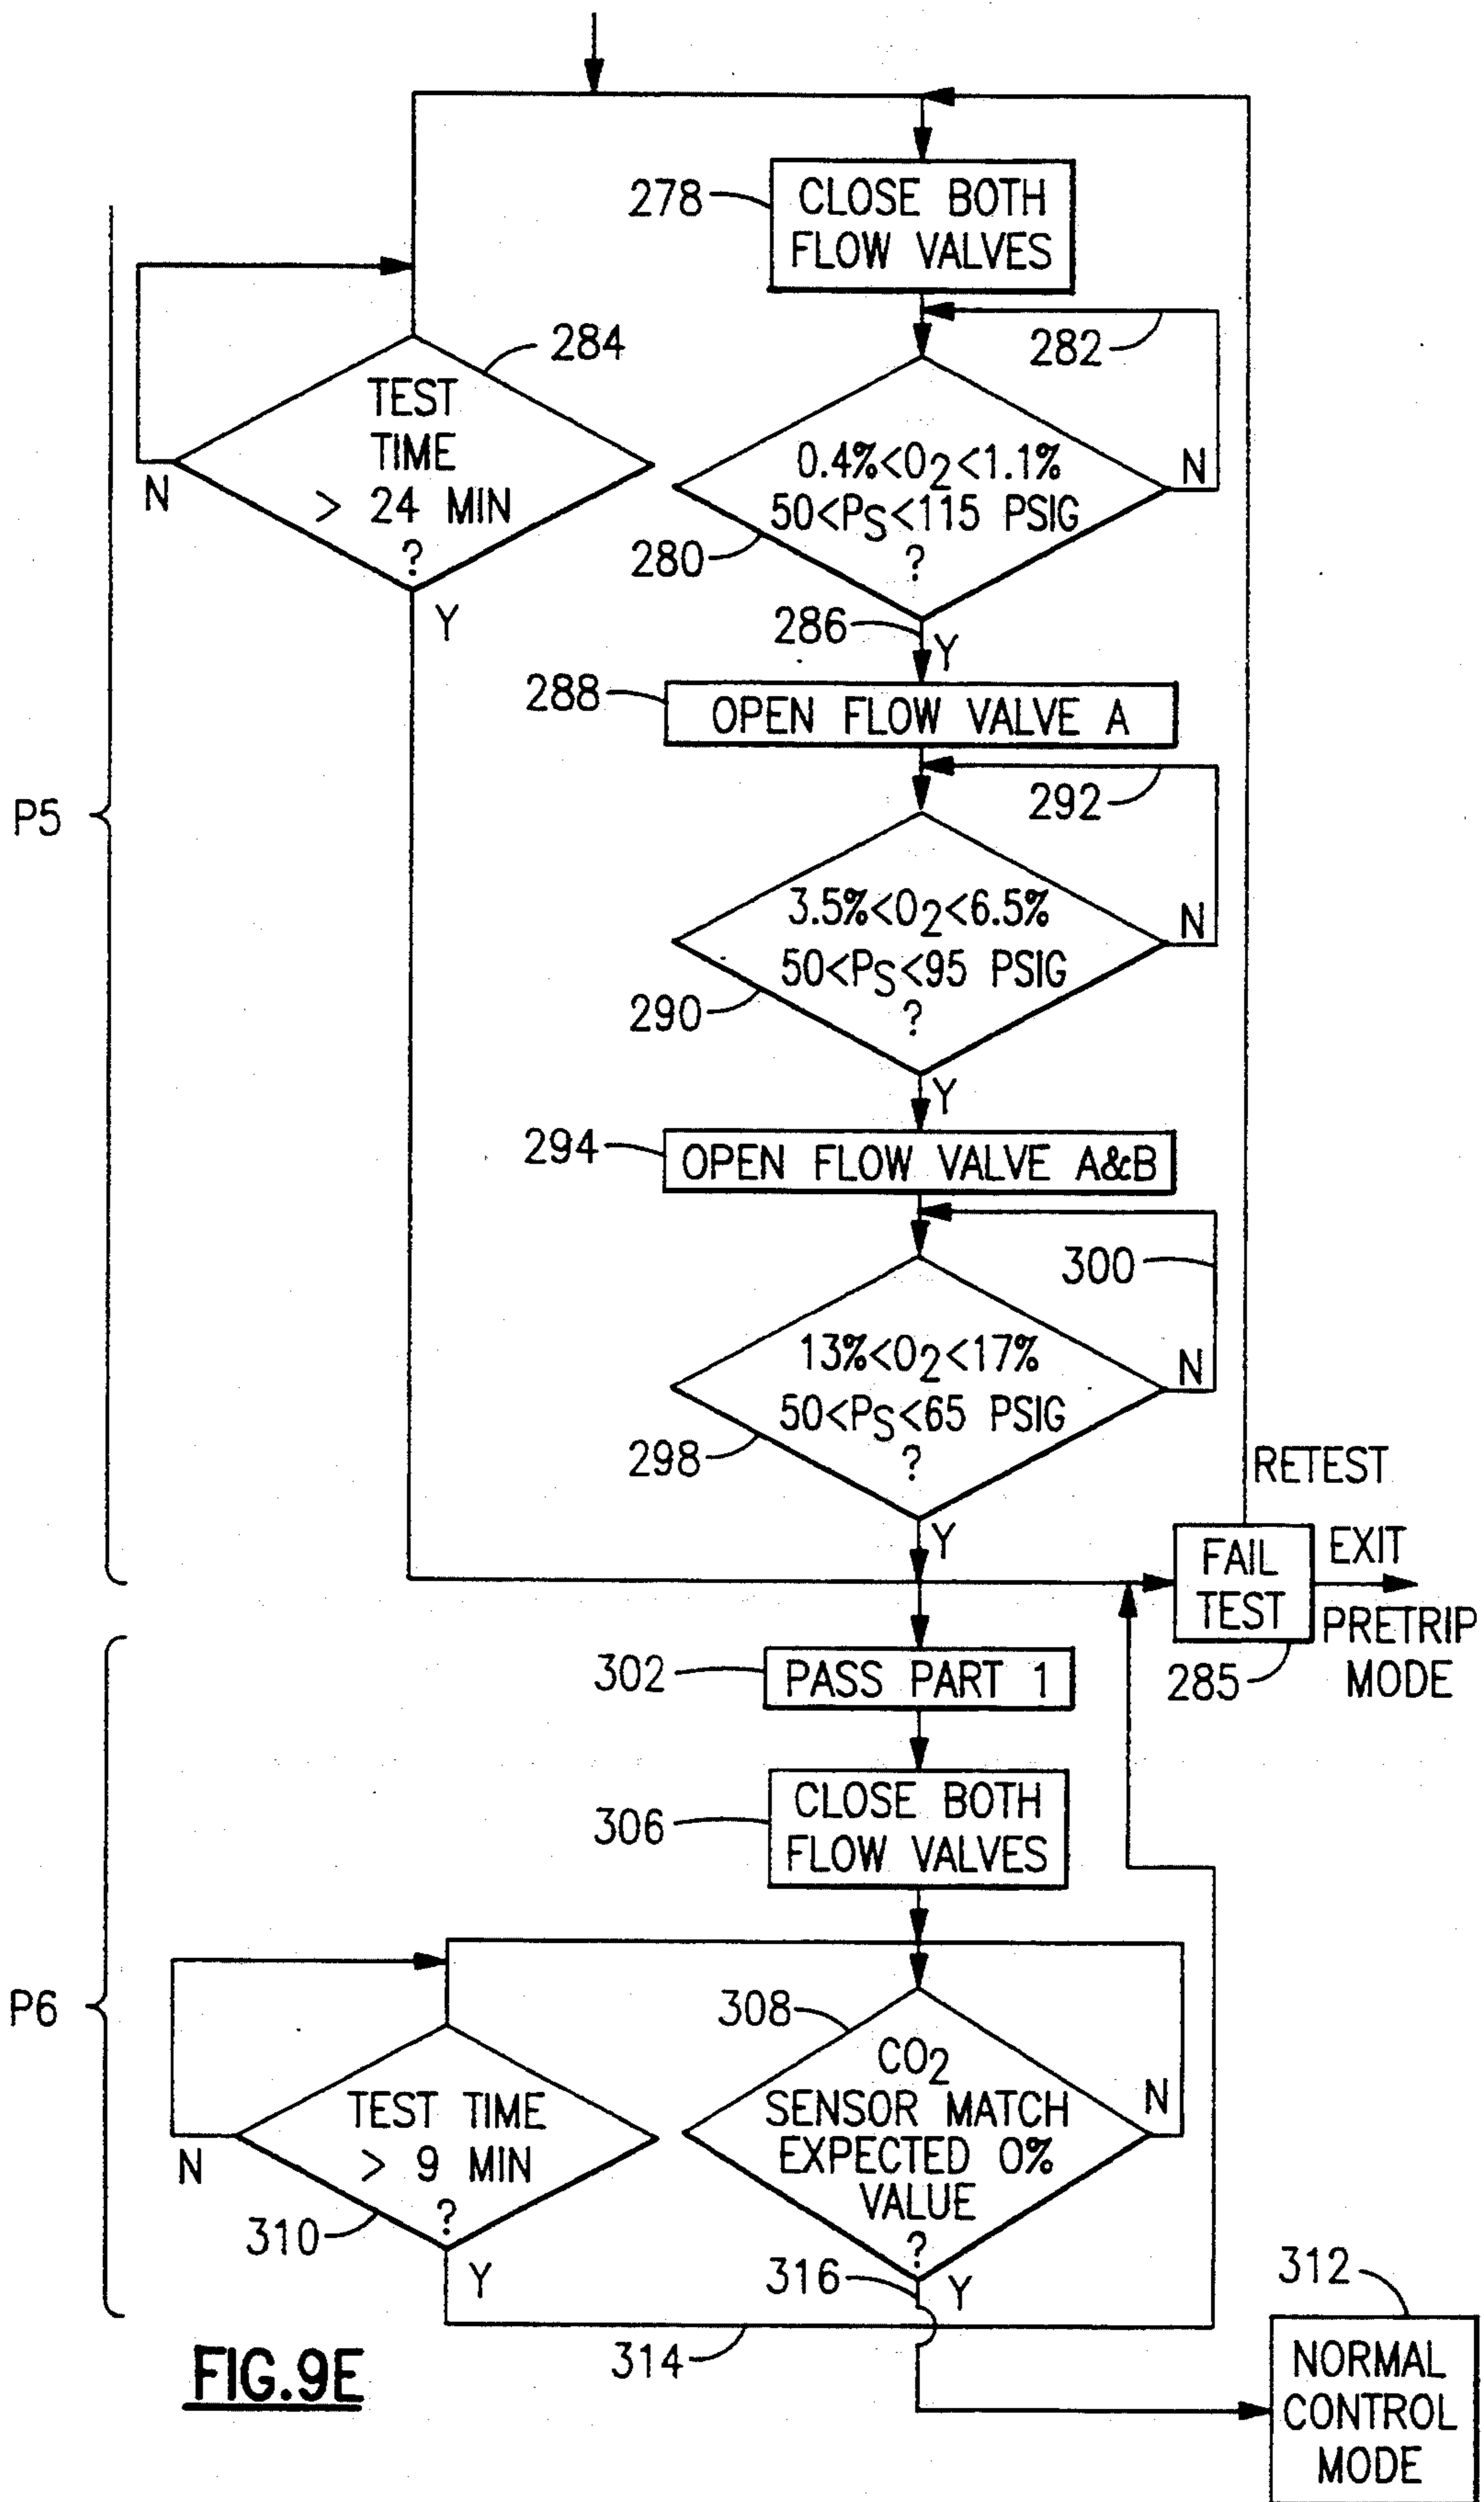 278
CLOSE BOTH
FLOW VALVES
282
284
TEST
TIME
> 24 MIN
?
N
Y
0.4%<O2<1.1%
50<PS<115 PSIG
?
N
280
286
Y
288
OPEN FLOW VALVE A
292
P5
3.5%<O2<6.5%
50<PS<95 PSIG
?
N
290
Y
294
OPEN FLOW VALVE A&B
300
13%<O2<17%
50<PS<65 PSIG
?
N
298
Y
RETEST
FAIL
TEST
EXIT
PRETRIP
MODE
285
302
PASS PART 1
306
CLOSE BOTH
FLOW VALVES
P6
308
CO2
SENSOR MATCH
EXPECTED 0%
VALUE
?
N
TEST TIME
> 9 MIN
?
N
310
Y
316
Y
314
312
NORMAL
CONTROL
MODE
FIG.9E